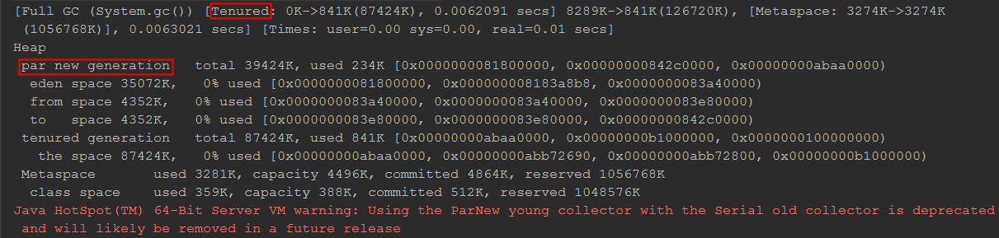 [Full GC (System.gc()) [Tenured: 0K->841K(87424K), 0.0062091 secs] 8289K->841K(126720K), [Metaspace: 3274K->3274K
(1056768K)], 0.0063021 secs] [Times: user=0.00 sys=0.00, real=0.01 secs]
Heap
par new generation   total 39424K, used 234K [0x0000000081800000, 0x00000000842c0000, 0x00000000abaa0000)
eden space 35072K,   0% used [0x0000000081800000, 0x000000008183a8b8, 0x0000000083a40000)
from space 4352K,   0% used [0x0000000083a40000, 0x0000000083a40000, 0x0000000083e80000)
to   space 4352K,   0% used [0x0000000083e80000, 0x0000000083e80000, 0x00000000842c0000)
tenured generation   total 87424K, used 841K [0x00000000abaa0000, 0x00000000b1000000, 0x0000000100000000)
the space 87424K,   0% used [0x00000000abaa0000, 0x00000000abb72690, 0x00000000abb72800, 0x00000000b1000000)
Metaspace       used 3281K, capacity 4496K, committed 4864K, reserved 1056768K
class space    used 359K, capacity 388K, committed 512K, reserved 1048576K
Java HotSpot(TM) 64-Bit Server VM warning: Using the ParNew young collector with the Serial old collector is deprecated
and will likely be removed in a future release